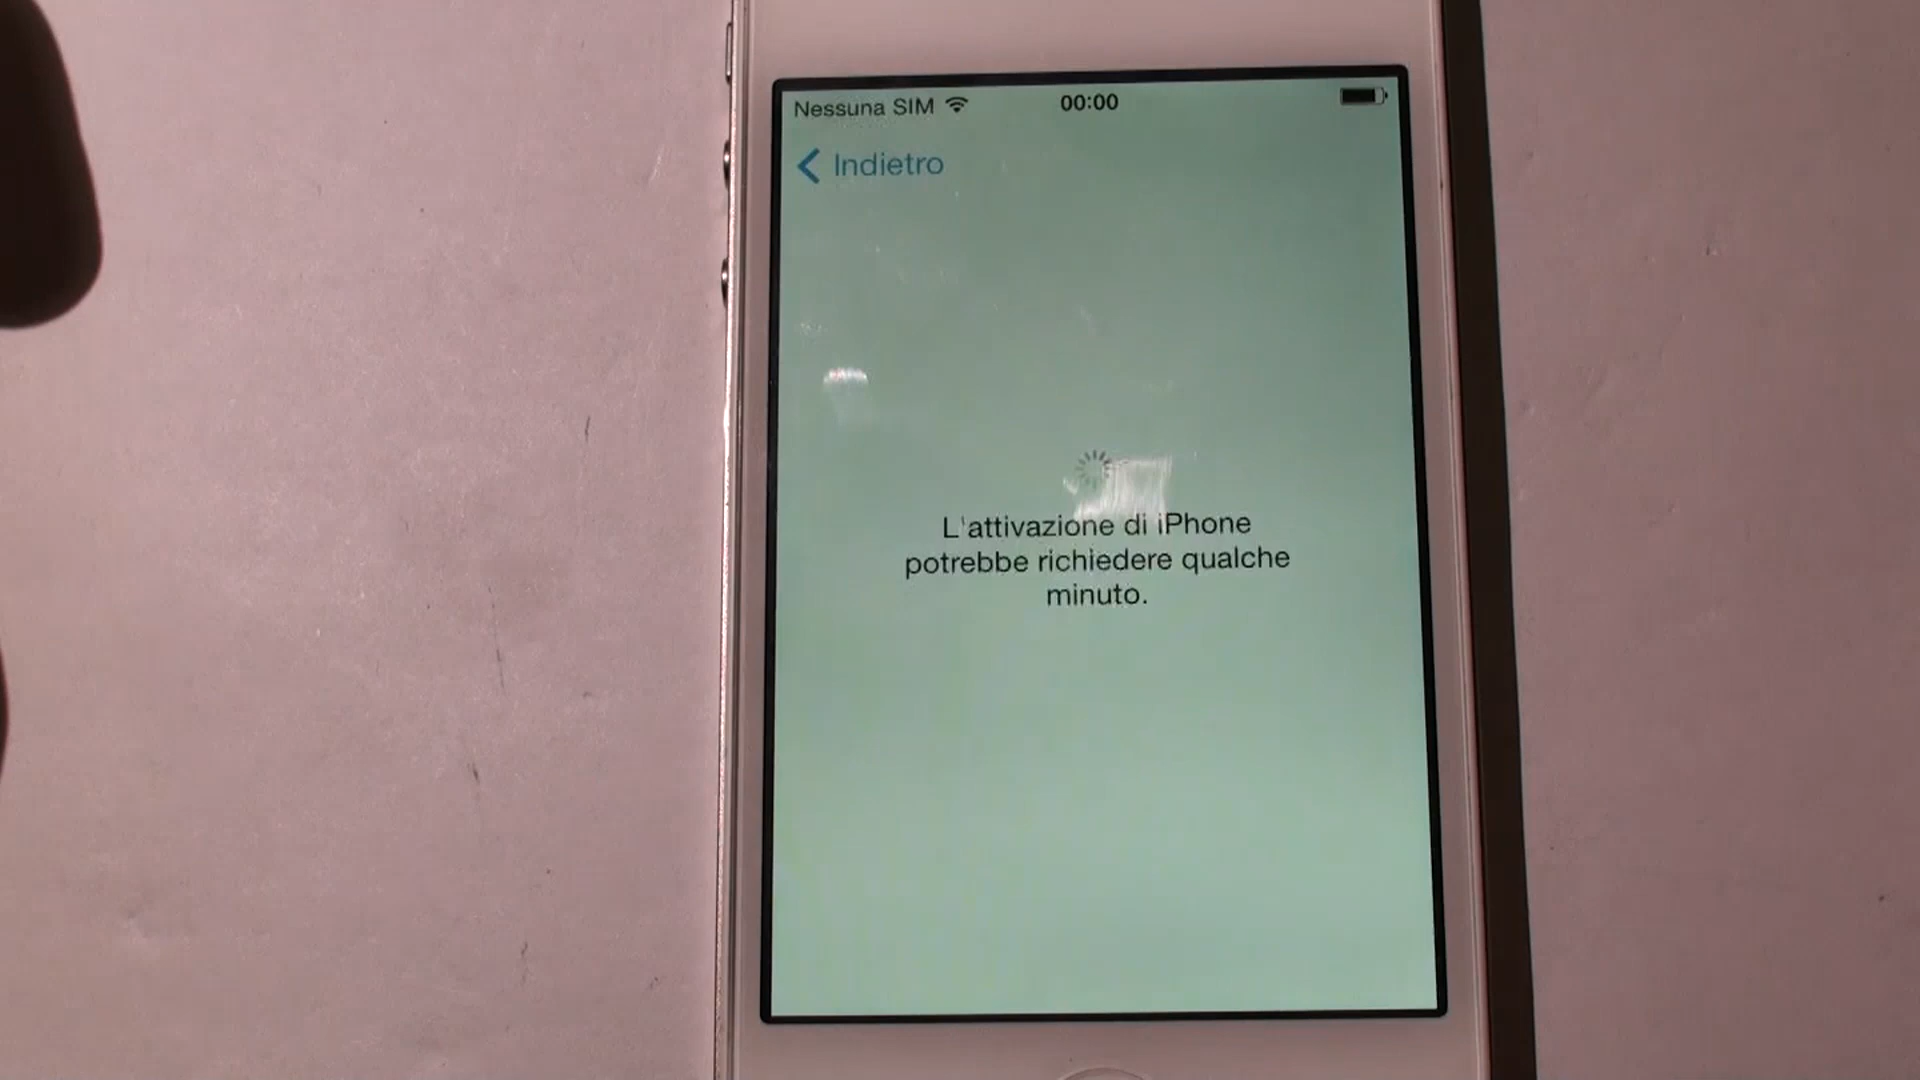 Nessuna SIM 00:00
Indietro
L'attivazione di iPhone
potrebbe richiedere qualche
minuto.